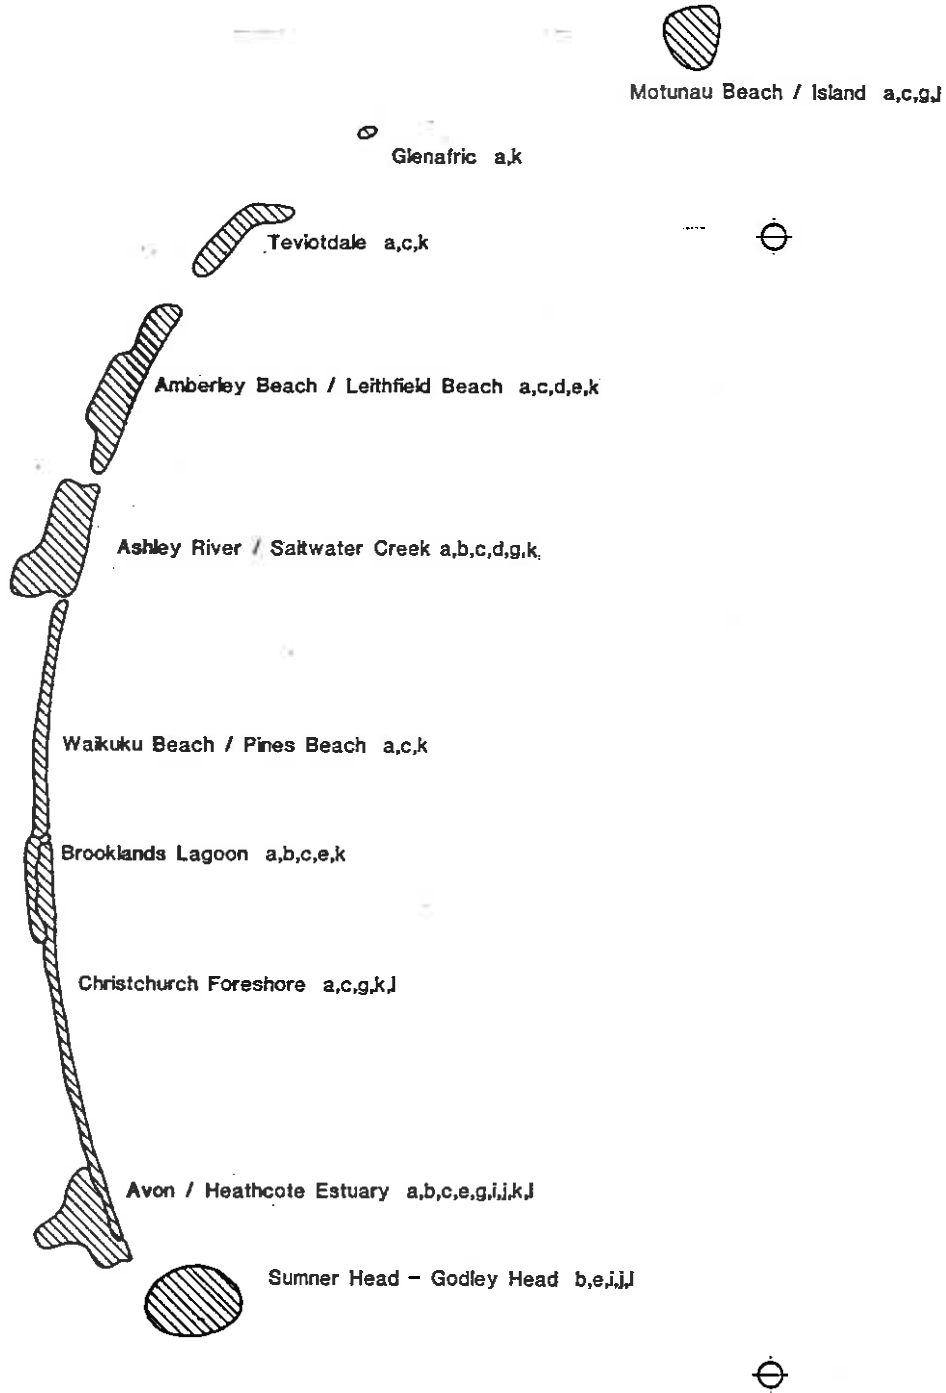 Motunau Beach / Island a,c,g,l
Glenafric a,k
Teviotdale a,c,k
Amberley Beach / Leithfield Beach a,c,d,e,k
Ashley River / Saltwater Creek a,b,c,d,g,k
Waikuku Beach / Pines Beach a,c,k
Brooklands Lagoon a,b,c,e,k
Christchurch Foreshore a,c,g,k,l
Avon / Heathcote Estuary a,b,c,e,g,i,j,k,l
Sumner Head - Godley Head b,e,i,j,l